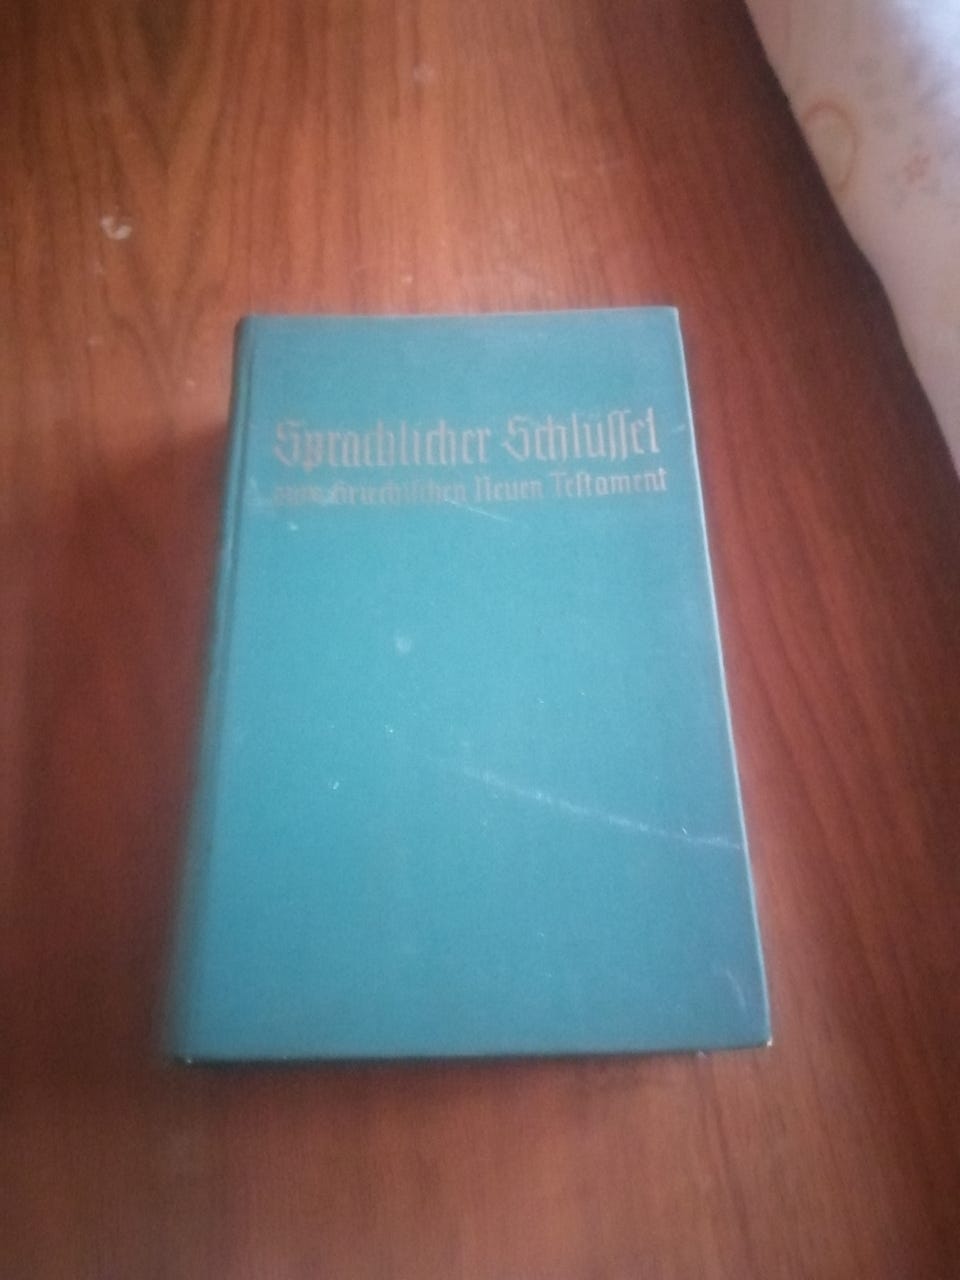 Sprachlicher Schlüssel
zum Griechischen Neuen Testament